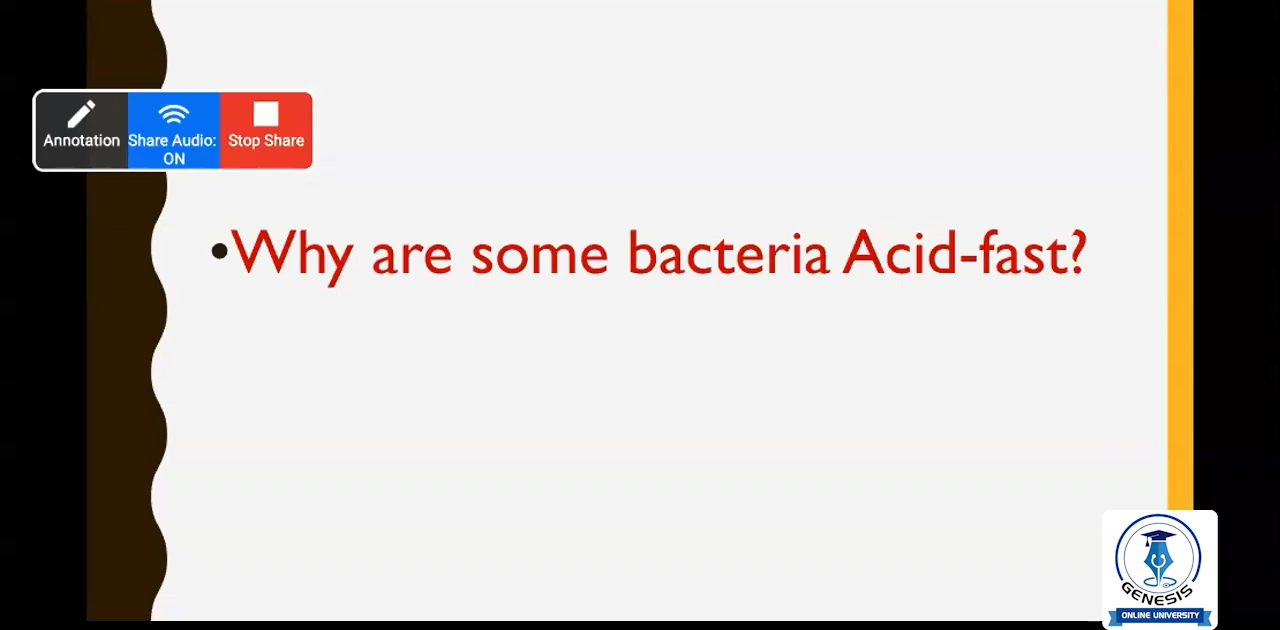 Annotation
Share Audio:
ON
Stop Share
•Why are some bacteria Acid-fast?
GENESIS
ONLINE UNIVERSITY